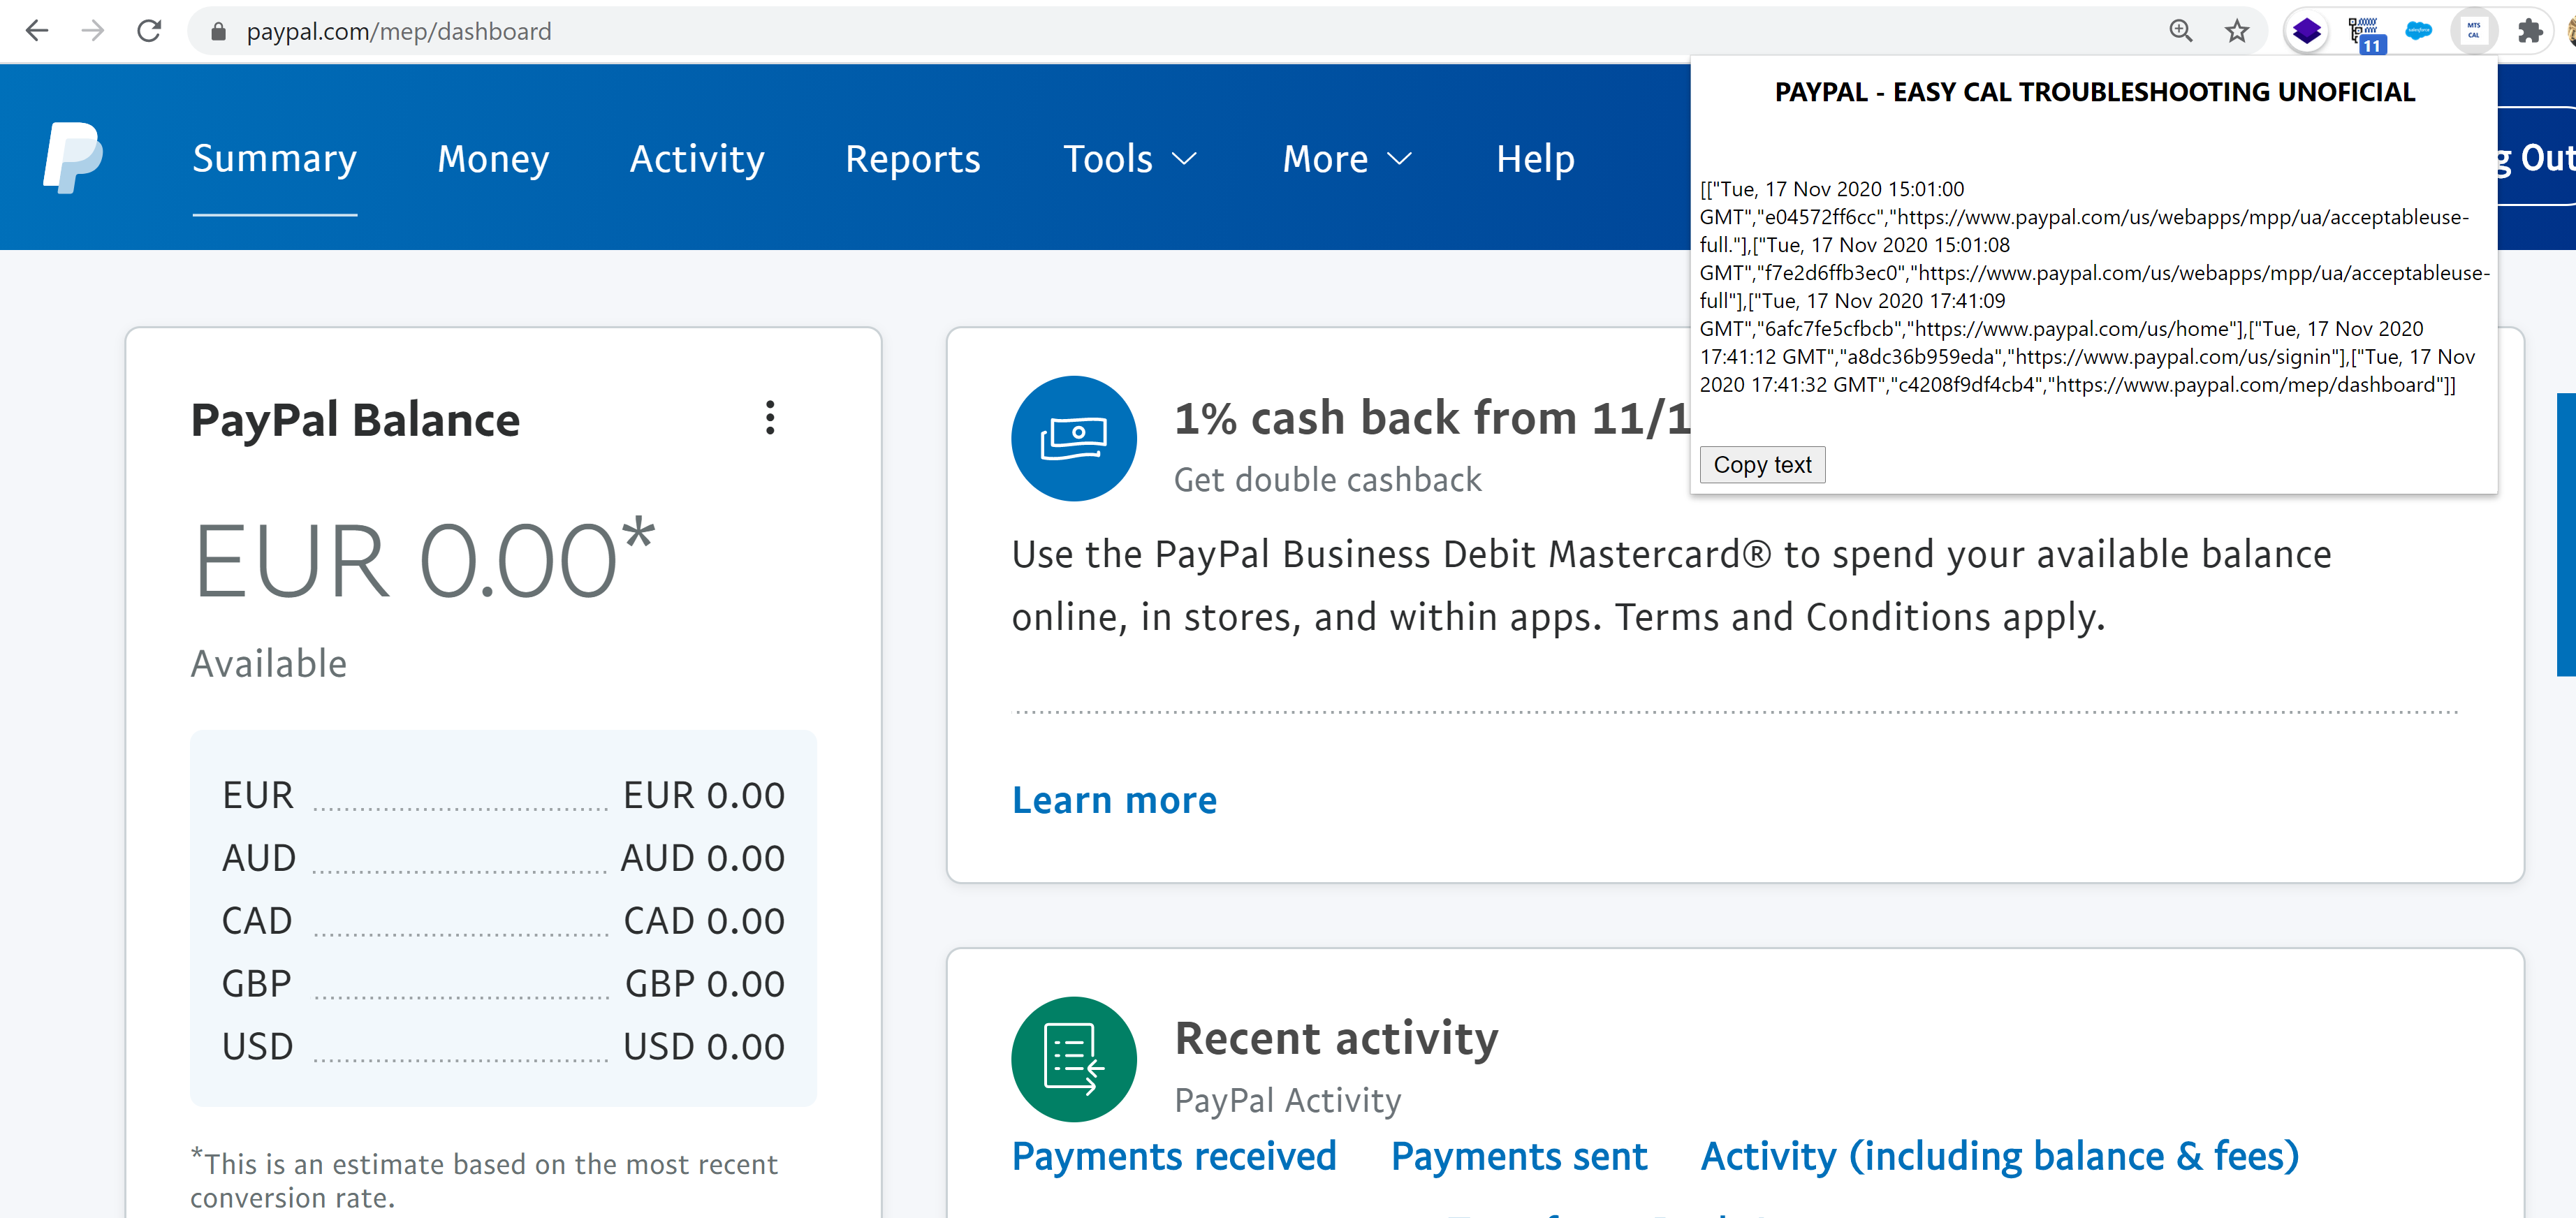 paypal.com/mep/dashboard
11
salesforce
MTS
CAL
Summary
Money
Activity
Reports
Tools
More
Help
g Out
PAYPAL - EASY CAL TROUBLESHOOTING UNOFICIAL
[["Tue, 17 Nov 2020 15:01:00
GMT","e04572ff6cc","https://www.paypal.com/us/webapps/mpp/ua/acceptableuse-
full."],["Tue, 17 Nov 2020 15:01:08
GMT","f7e2d6ffb3ec0","https://www.paypal.com/us/webapps/mpp/ua/acceptableuse-
full"],["Tue, 17 Nov 2020 17:41:09
GMT","6afc7fe5cfbcb","https://www.paypal.com/us/home"],["Tue, 17 Nov 2020
17:41:12 GMT","a8dc36b959eda","https://www.paypal.com/us/signin"],["Tue, 17 Nov
2020 17:41:32 GMT","c4208f9df4cb4","https://www.paypal.com/mep/dashboard"]]
Copy text
PayPal Balance
EUR 0.00*
Available
EUR EUR 0.00
AUD AUD 0.00
CAD CAD 0.00
GBP GBP 0.00
USD USD 0.00
*This is an estimate based on the most recent
conversion rate.
1% cash back from 11/1
Get double cashback
Use the PayPal Business Debit Mastercard® to spend your available balance
online, in stores, and within apps. Terms and Conditions apply.
Learn more
Recent activity
PayPal Activity
Payments received
Payments sent
Activity (including balance & fees)